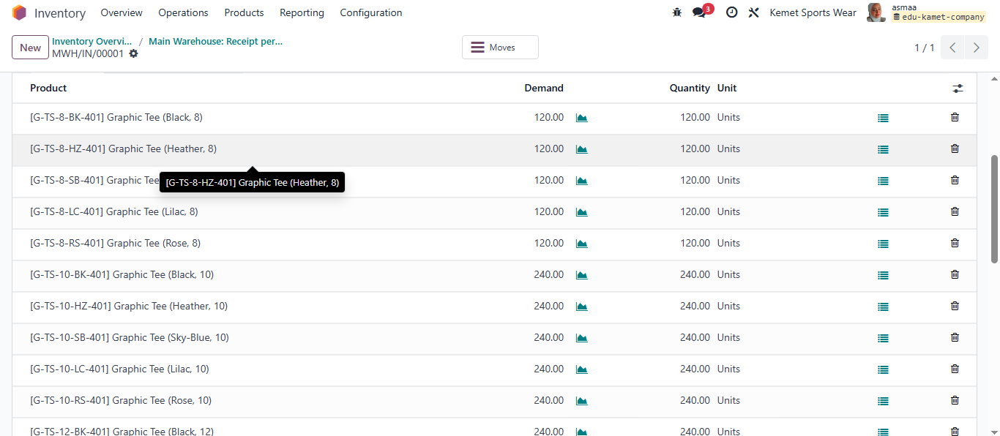 Inventory Overview Operations Products Reporting Configuration 3 Kemet Sports Wear asmaa
edu-kamet-company
New Inventory Overvi... / Main Warehouse: Receipt per...
MWH/IN/00001
Moves
1 / 1
Product Demand Quantity Unit
[G-TS-8-BK-401] Graphic Tee (Black, 8) 120.00 120.00 Units
[G-TS-8-HZ-401] Graphic Tee (Heather, 8) 120.00 120.00 Units
[G-TS-8-SB-401] Graphic Tee 120.00 120.00 Units
[G-TS-8-HZ-401] Graphic Tee (Heather, 8)
[G-TS-8-LC-401] Graphic Tee (Lilac, 8) 120.00 120.00 Units
[G-TS-8-RS-401] Graphic Tee (Rose, 8) 120.00 120.00 Units
[G-TS-10-BK-401] Graphic Tee (Black, 10) 240.00 240.00 Units
[G-TS-10-HZ-401] Graphic Tee (Heather, 10) 240.00 240.00 Units
[G-TS-10-SB-401] Graphic Tee (Sky-Blue, 10) 240.00 240.00 Units
[G-TS-10-LC-401] Graphic Tee (Lilac, 10) 240.00 240.00 Units
[G-TS-10-RS-401] Graphic Tee (Rose, 10) 240.00 240.00 Units
[G-TS-12-BK-401] Graphic Tee (Black, 12) 240.00 240.00 Units